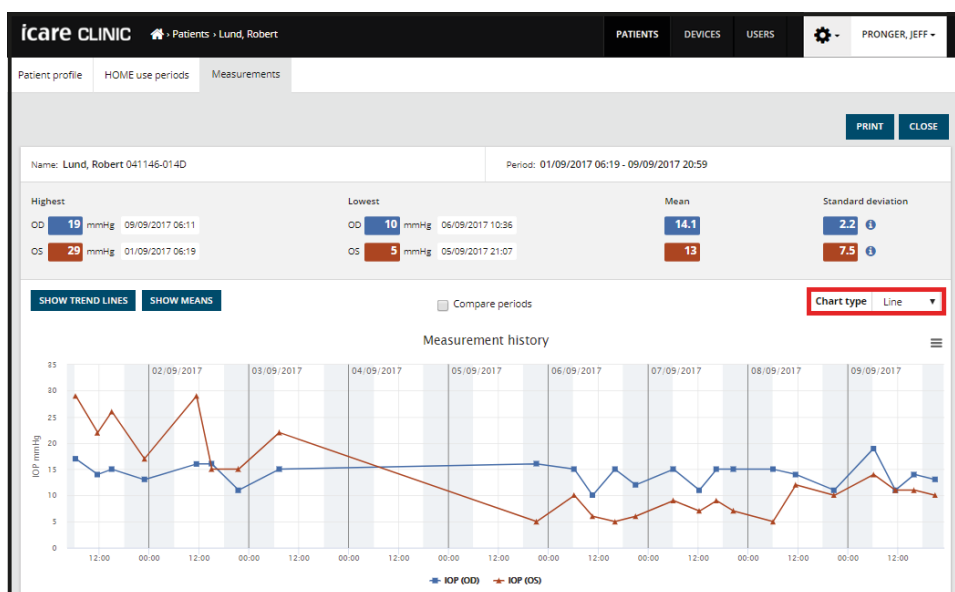 icare CLINIC › Patients › Lund, Robert PATIENTS DEVICES USERS PRONGER, JEFF
Patient profile HOME use periods Measurements
PRINT CLOSE
Name: Lund, Robert 041146-014D Period: 01/09/2017 06:19 - 09/09/2017 20:59
Highest Lowest Mean Standard deviation
OD 19 mmHg 09/09/2017 06:11 OD 10 mmHg 06/09/2017 10:36 14.1 2.2
OS 29 mmHg 01/09/2017 06:19 OS 5 mmHg 05/09/2017 21:07 13 7.5
SHOW TREND LINES SHOW MEANS Compare periods Chart type Line
Measurement history
02/09/2017 03/09/2017 04/09/2017 05/09/2017 06/09/2017 07/09/2017 08/09/2017 09/09/2017
IOP mmHg
35
30
25
20
15
10
5
0
12:00 00:00 12:00 00:00 12:00 00:00 12:00 00:00 12:00 00:00 12:00 00:00 12:00 00:00 12:00 00:00 12:00
IOP (OD) IOP (OS)